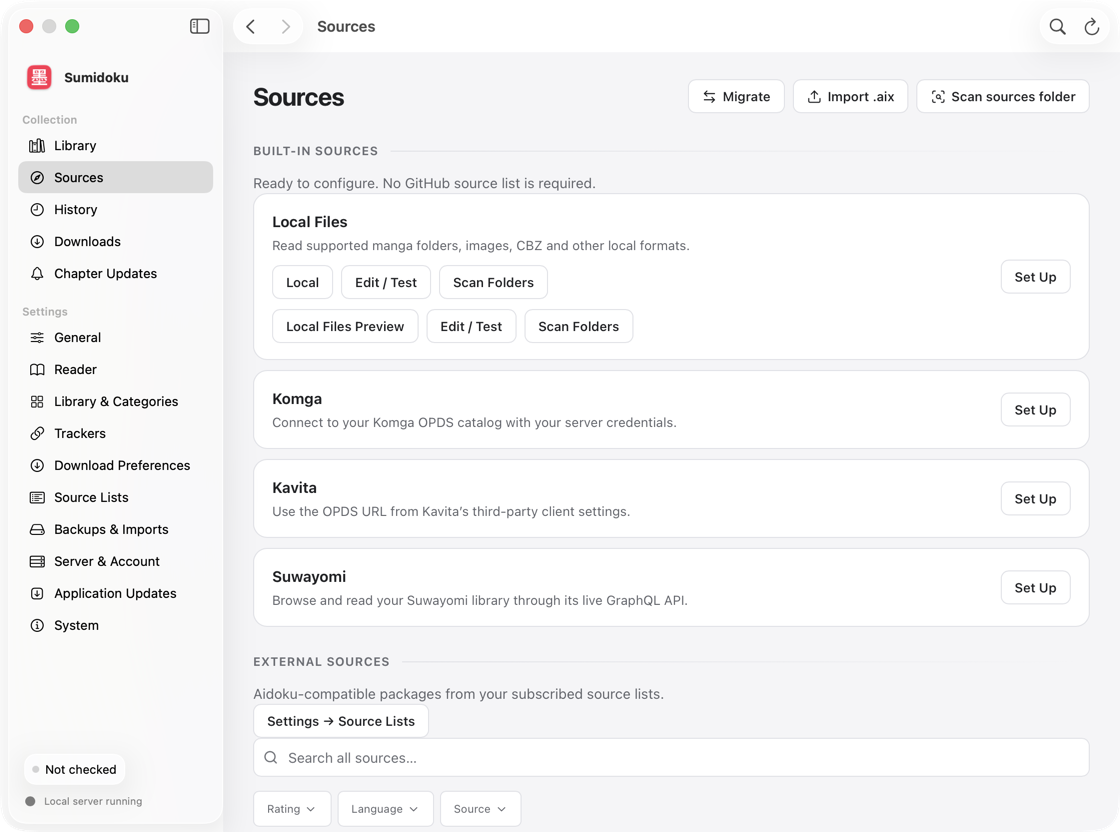 Sources
墨
Sumidoku
Collection
Library
Sources
History
Downloads
Chapter Updates
Settings
General
Reader
Library & Categories
Trackers
Download Preferences
Source Lists
Backups & Imports
Server & Account
Application Updates
System
Not checked
Local server running
Sources
Migrate
Import .aix
Scan sources folder
BUILT-IN SOURCES
Ready to configure. No GitHub source list is required.
Local Files
Read supported manga folders, images, CBZ and other local formats.
Local Edit / Test Scan Folders
Set Up
Local Files Preview Edit / Test Scan Folders
Komga
Connect to your Komga OPDS catalog with your server credentials.
Set Up
Kavita
Use the OPDS URL from Kavita's third-party client settings.
Set Up
Suwayomi
Browse and read your Suwayomi library through its live GraphQL API.
Set Up
EXTERNAL SOURCES
Aidoku-compatible packages from your subscribed source lists.
Settings → Source Lists
Search all sources...
Rating Language Source